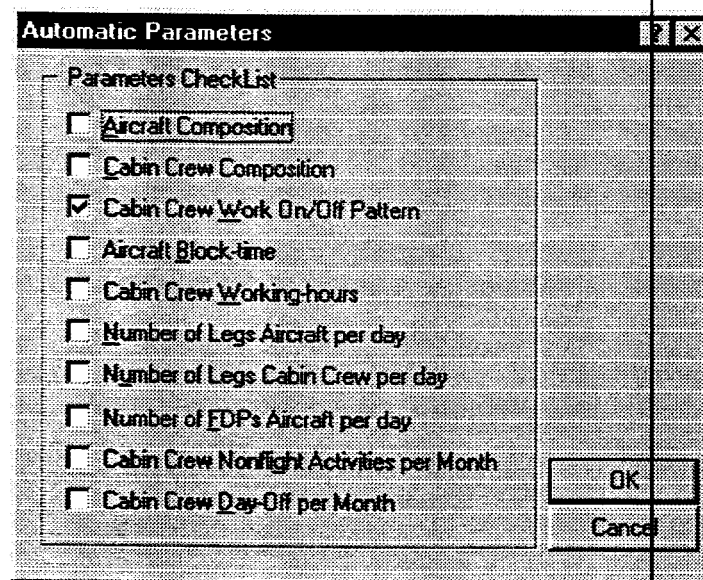 Automatic Parameters
Parameters CheckList
Aircraft Composition
Cabin Crew Composition
Cabin Crew Work On/Off Pattern
Aircraft Block-time
Cabin Crew Working-hours
Number of Legs Aircraft per day
Number of Legs Cabin Crew per day
Number of FDPs Aircraft per day
Cabin Crew Nonflight Activities per Month
Cabin Crew Day-Off per Month
OK
Cancel